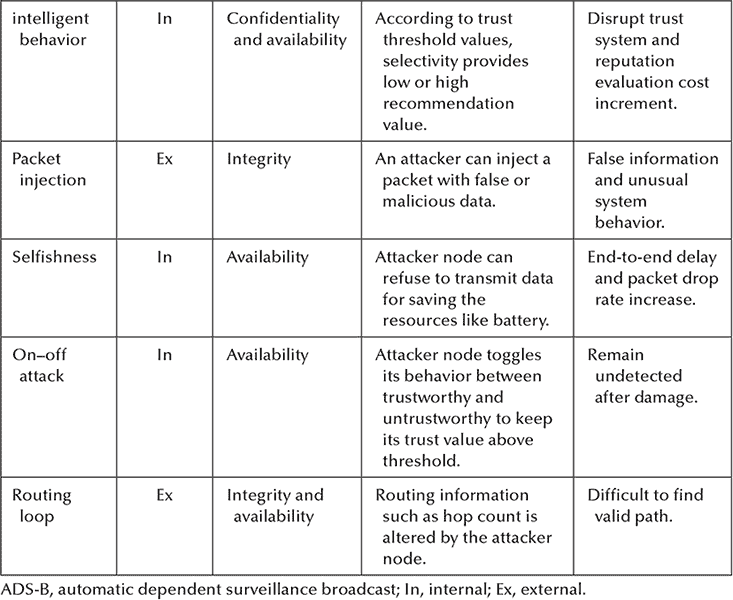 intelligent behavior
In
Confidentiality and availability
According to trust threshold values, selectivity provides low or high recommendation value.
Disrupt trust system and reputation evaluation cost increment.
Packet injection
Ex
Integrity
An attacker can inject a packet with false or malicious data.
False information and unusual system behavior.
Selfishness
In
Availability
Attacker node can refuse to transmit data for saving the resources like battery.
End-to-end delay and packet drop rate increase.
On–off attack
In
Availability
Attacker node toggles its behavior between trustworthy and untrustworthy to keep its trust value above threshold.
Remain undetected after damage.
Routing loop
Ex
Integrity and availability
Routing information such as hop count is altered by the attacker node.
Difficult to find valid path.
ADS-B, automatic dependent surveillance broadcast; In, internal; Ex, external.